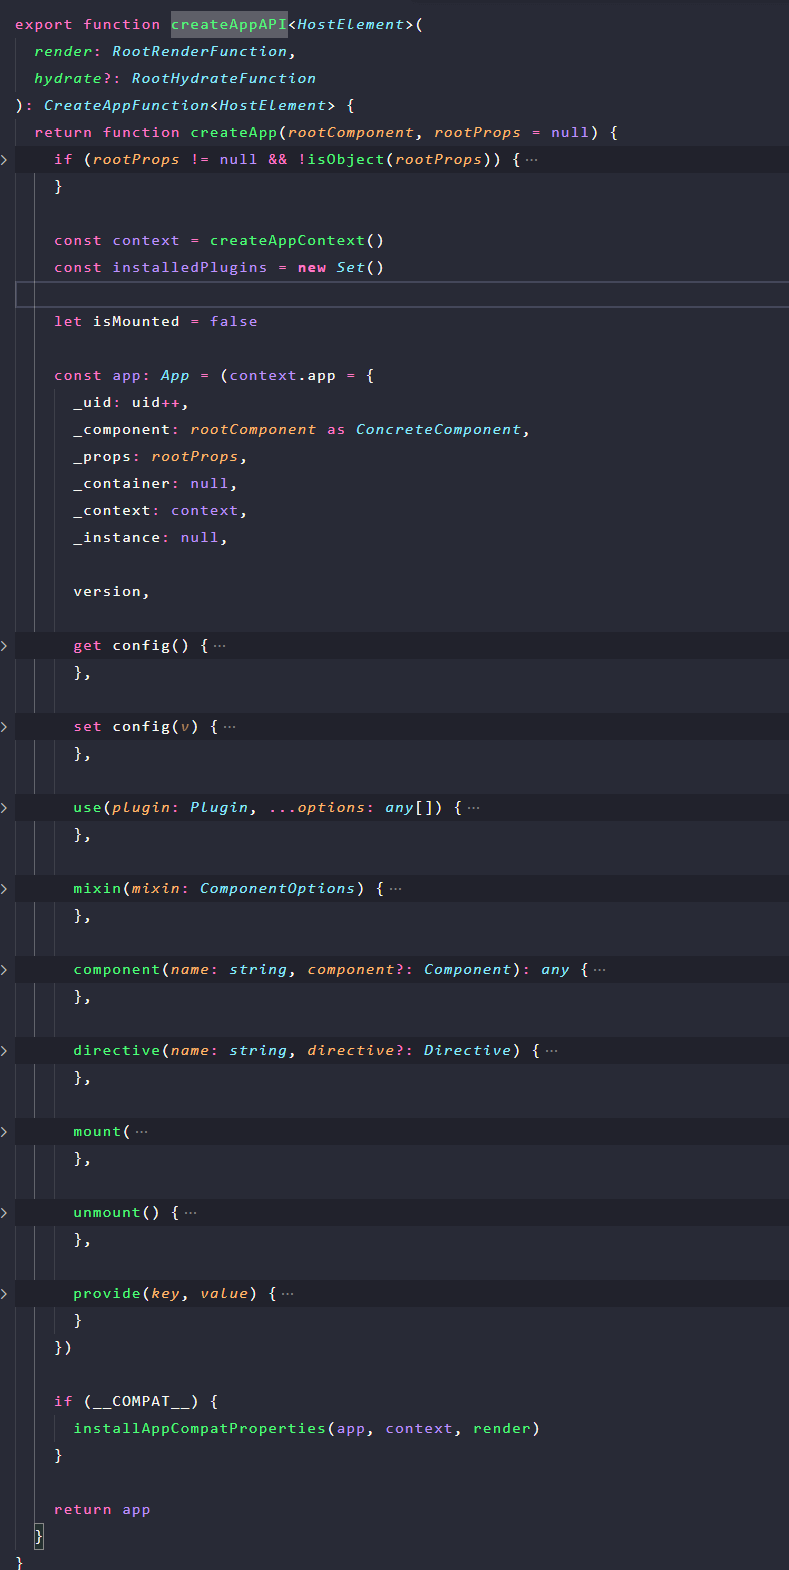 export function createAppAPI<HostElement>(
render: RootRenderFunction,
hydrate?: RootHydrateFunction
): CreateAppFunction<HostElement> {
return function createApp(rootComponent, rootProps = null) {
if (rootProps != null && !isObject(rootProps)) { ...
}
const context = createAppContext()
const installedPlugins = new Set()
let isMounted = false
const app: App = (context.app = {
_uid: uid++,
_component: rootComponent as ConcreteComponent,
_props: rootProps,
_container: null,
_context: context,
_instance: null,
version,
get config() { ...
},
set config(v) { ...
},
use(plugin: Plugin, ...options: any[]) { ...
},
mixin(mixin: ComponentOptions) { ...
},
component(name: string, component?: Component): any { ...
},
directive(name: string, directive?: Directive) { ...
},
mount( ...
},
unmount() { ...
},
provide(key, value) { ...
}
})
if (__COMPAT__) {
installAppCompatProperties(app, context, render)
}
return app
}
}